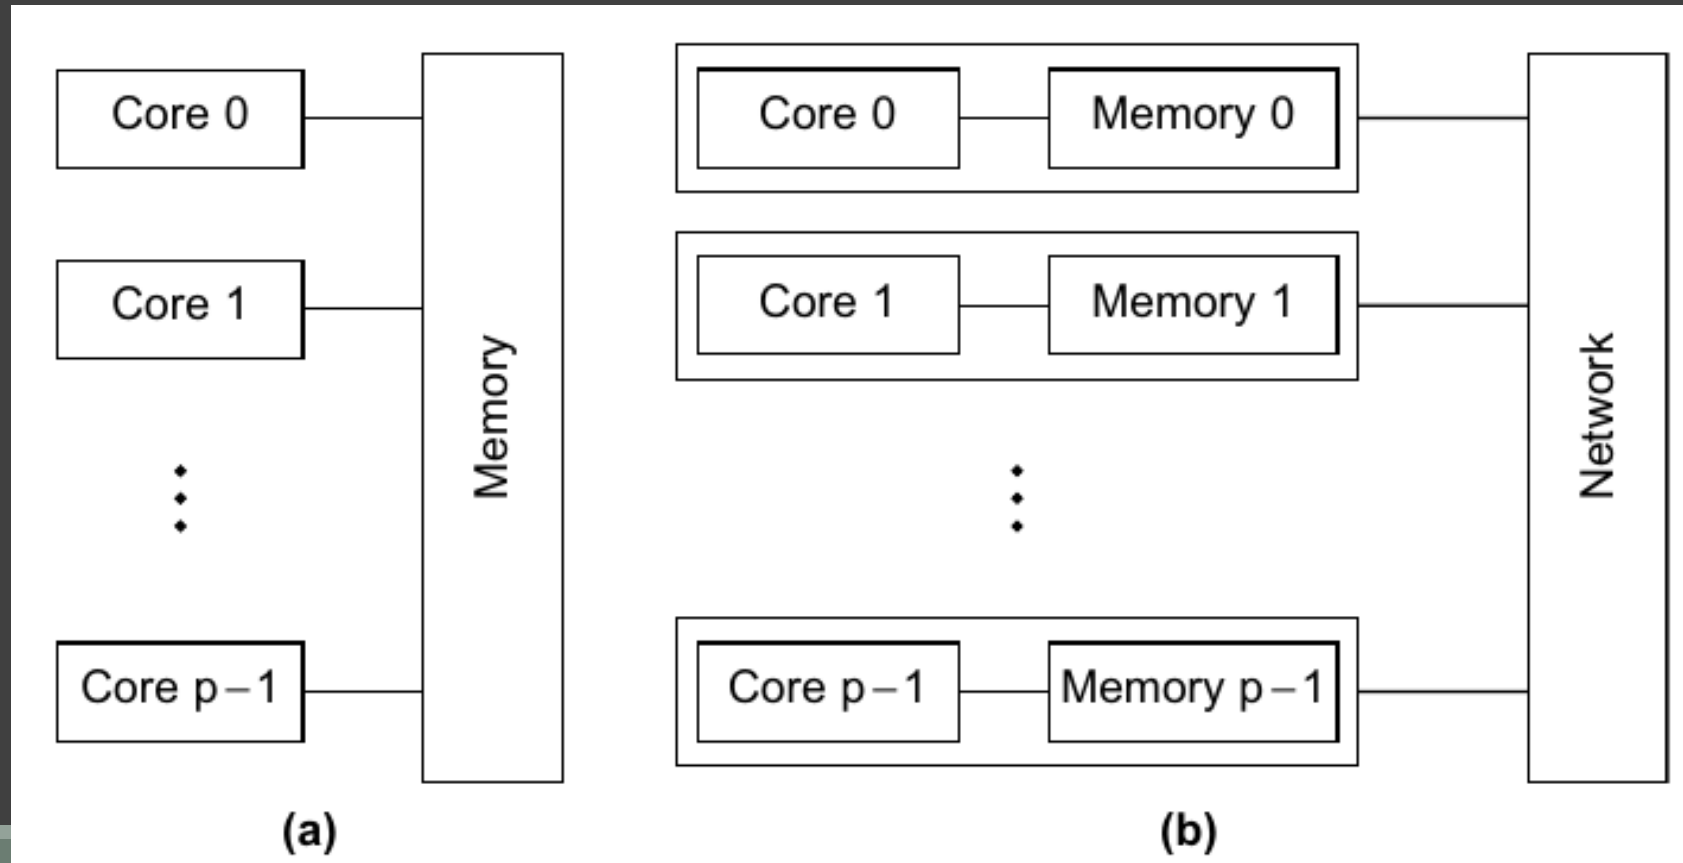 Core 0
Core 1
Core p–1
Memory
(a)
Core 0
Memory 0
Core 1
Memory 1
Core p–1
Memory p–1
Network
(b)